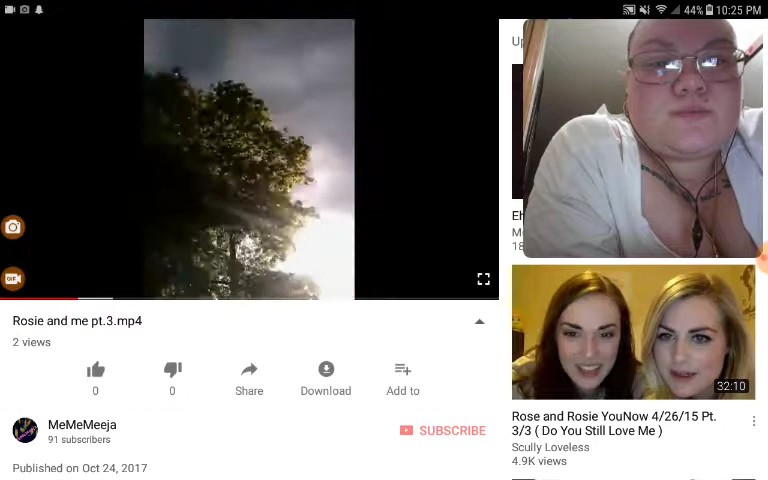 44% 10:25 PM
Up
GIF
Rosie and me pt.3.mp4
2 views
0
0
Share
Download
Add to
MeMeMeeja
91 subscribers
SUBSCRIBE
Published on Oct 24, 2017
32:10
Rose and Rosie YouNow 4/26/15 Pt.
3/3 ( Do You Still Love Me )
Scully Loveless
4.9K views